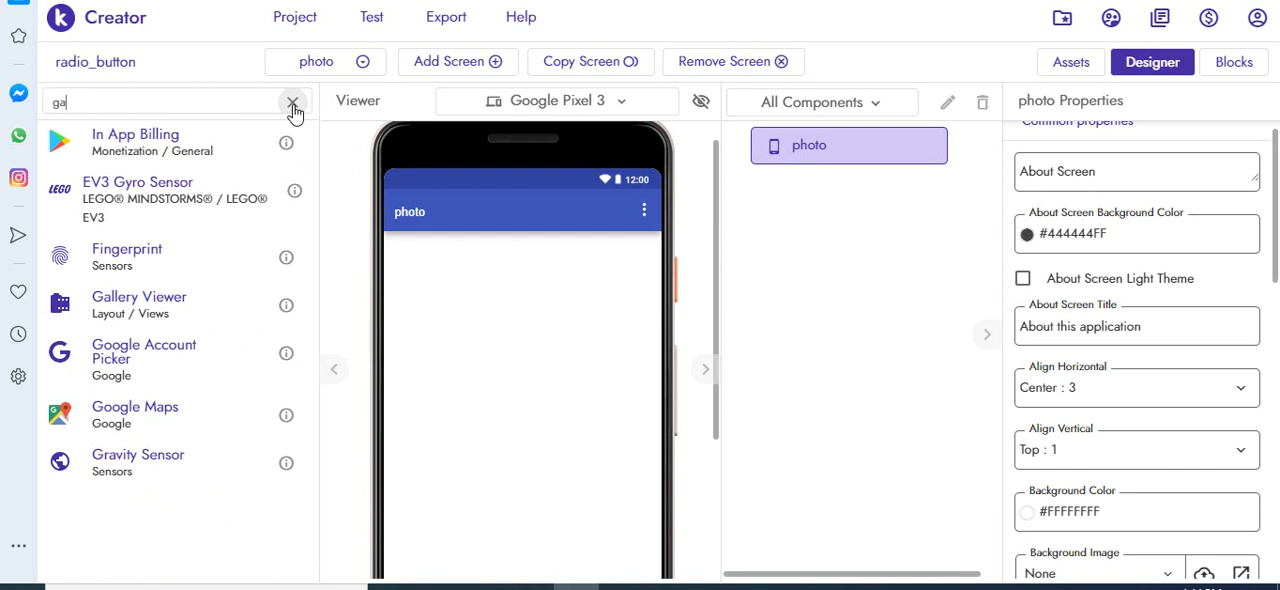 Creator
Project
Test
Export
Help
radio_button
photo
Add Screen
Copy Screen
Remove Screen
Assets
Designer
Blocks
ga
Viewer
Google Pixel 3
All Components
photo Properties
Common properties
In App Billing
Monetization / General
EV3 Gyro Sensor
LEGO
LEGO® MINDSTORMS® / LEGO®
EV3
Fingerprint
Sensors
Gallery Viewer
Layout / Views
Google Account
Picker
Google
Google Maps
Google
Gravity Sensor
Sensors
12:00
photo
photo
About Screen
About Screen Background Color
#444444FF
About Screen Light Theme
About Screen Title
About this application
Align Horizontal
Center : 3
Align Vertical
Top : 1
Background Color
#FFFFFFFF
Background Image
None